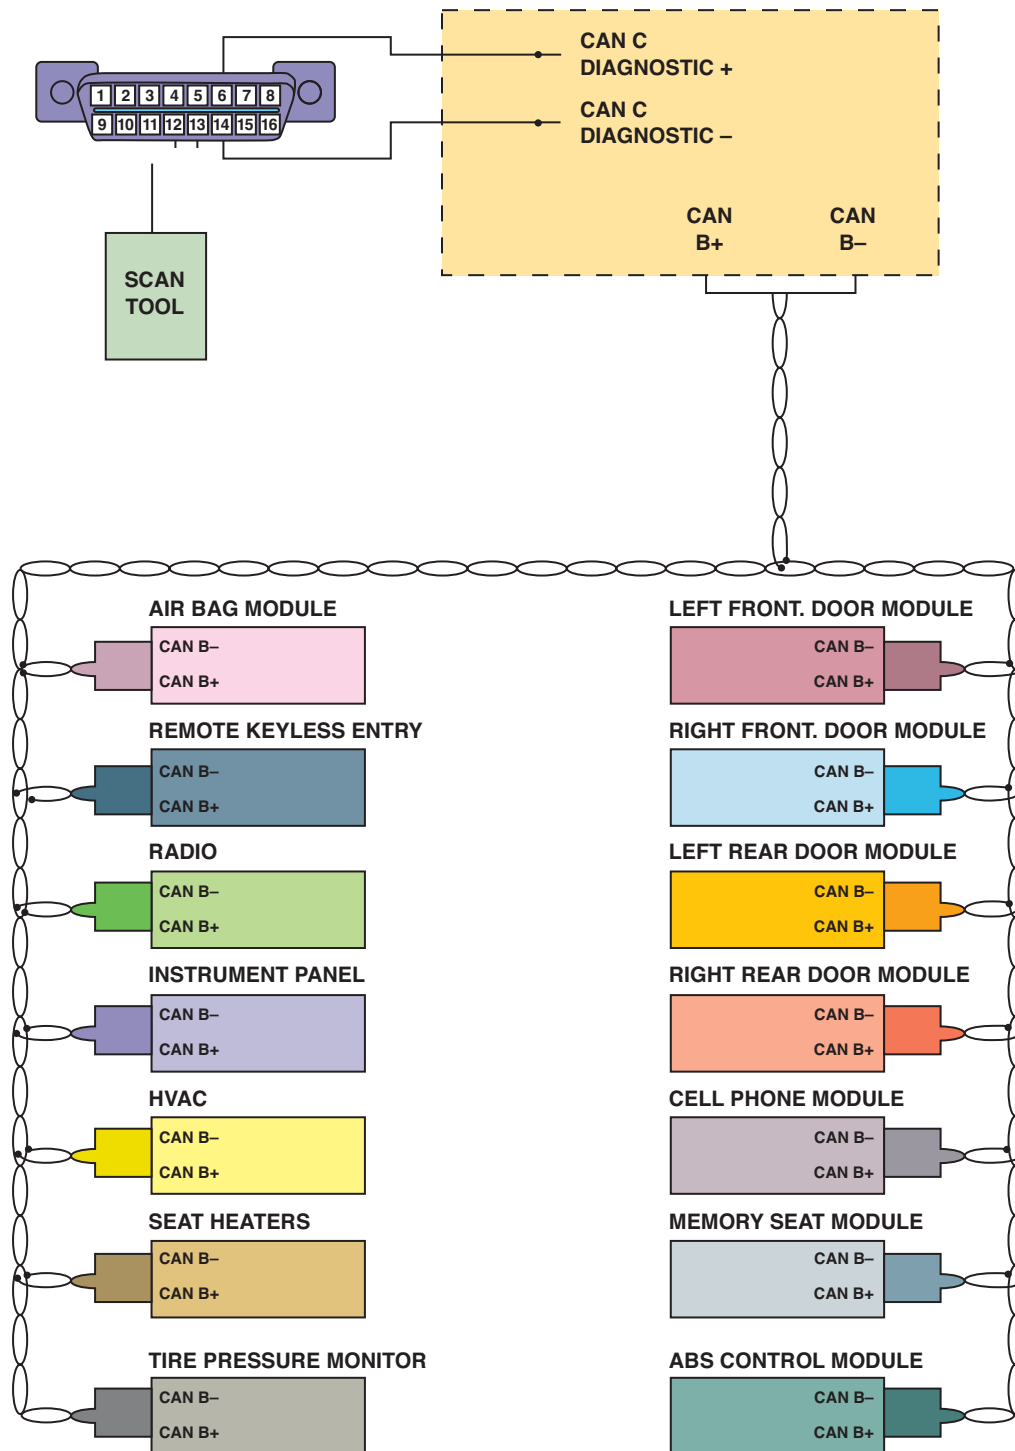 CAN C
DIAGNOSTIC +
1 2 3 4 5 6 7 8
9 10 11 12 13 14 15 16
CAN C
DIAGNOSTIC –
CAN
B+
CAN
B–
SCAN
TOOL
AIR BAG MODULE
CAN B–
CAN B+
REMOTE KEYLESS ENTRY
CAN B–
CAN B+
RADIO
CAN B–
CAN B+
INSTRUMENT PANEL
CAN B–
CAN B+
HVAC
CAN B–
CAN B+
SEAT HEATERS
CAN B–
CAN B+
TIRE PRESSURE MONITOR
CAN B–
CAN B+
LEFT FRONT. DOOR MODULE
CAN B–
CAN B+
RIGHT FRONT. DOOR MODULE
CAN B–
CAN B+
LEFT REAR DOOR MODULE
CAN B–
CAN B+
RIGHT REAR DOOR MODULE
CAN B–
CAN B+
CELL PHONE MODULE
CAN B–
CAN B+
MEMORY SEAT MODULE
CAN B–
CAN B+
ABS CONTROL MODULE
CAN B–
CAN B+